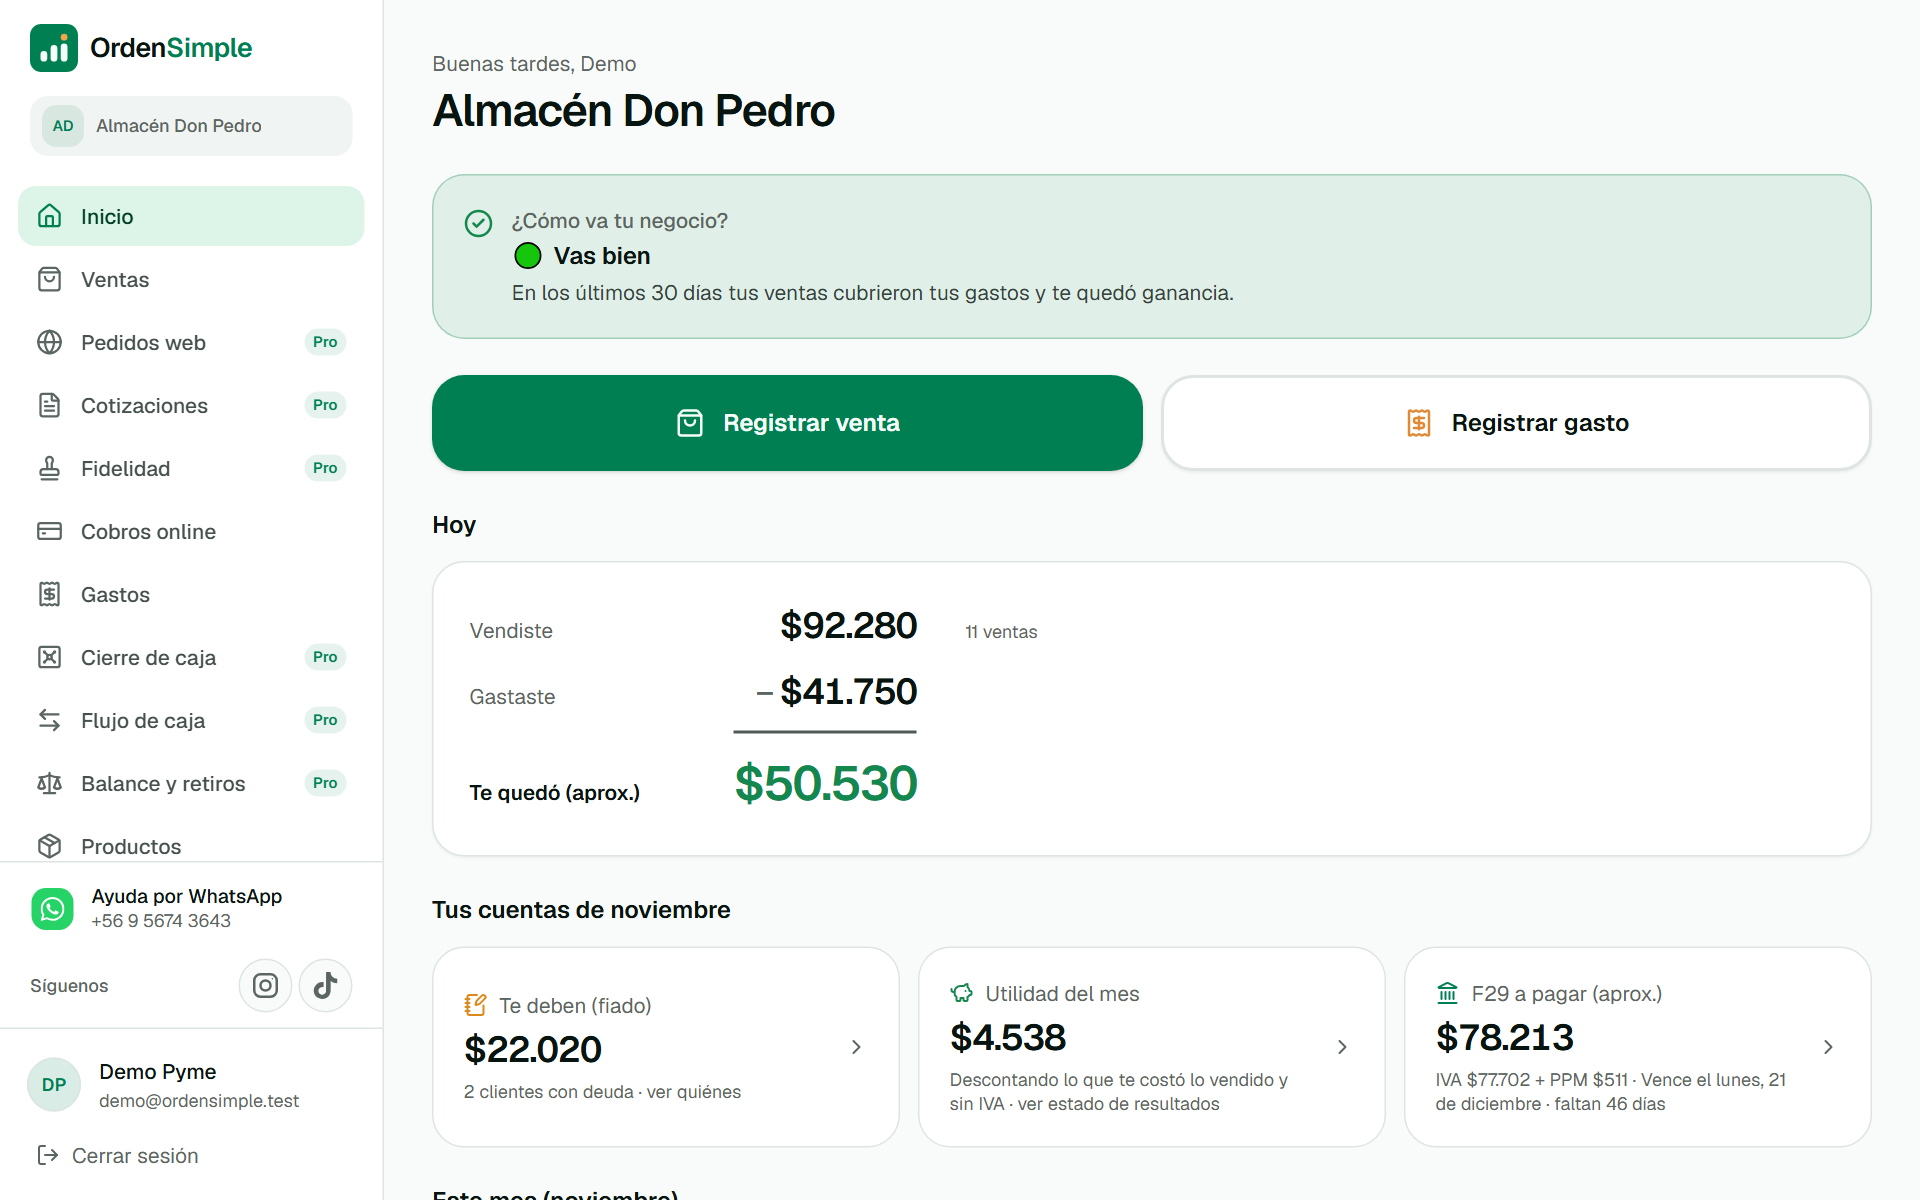 OrdenSimple
AD
Almacén Don Pedro
Inicio
Ventas
Pedidos web
Pro
Cotizaciones
Pro
Fidelidad
Pro
Cobros online
Gastos
Cierre de caja
Pro
Flujo de caja
Pro
Balance y retiros
Pro
Productos
Ayuda por WhatsApp
+56 9 5674 3643
Síguenos
DP
Demo Pyme
demo@ordensimple.test
Cerrar sesión
Buenas tardes, Demo
Almacén Don Pedro
¿Cómo va tu negocio?
Vas bien
En los últimos 30 días tus ventas cubrieron tus gastos y te quedó ganancia.
Registrar venta
Registrar gasto
Hoy
Vendiste
$92.280
11 ventas
Gastaste
– $41.750
Te quedó (aprox.)
$50.530
Tus cuentas de noviembre
Te deben (fiado)
$22.020
2 clientes con deuda · ver quiénes
Utilidad del mes
$4.538
Descontando lo que te costó lo vendido y
sin IVA · ver estado de resultados
F29 a pagar (aprox.)
$78.213
IVA $77.702 + PPM $511 · Vence el lunes, 21
de diciembre · faltan 46 días
Este mes (noviembre)